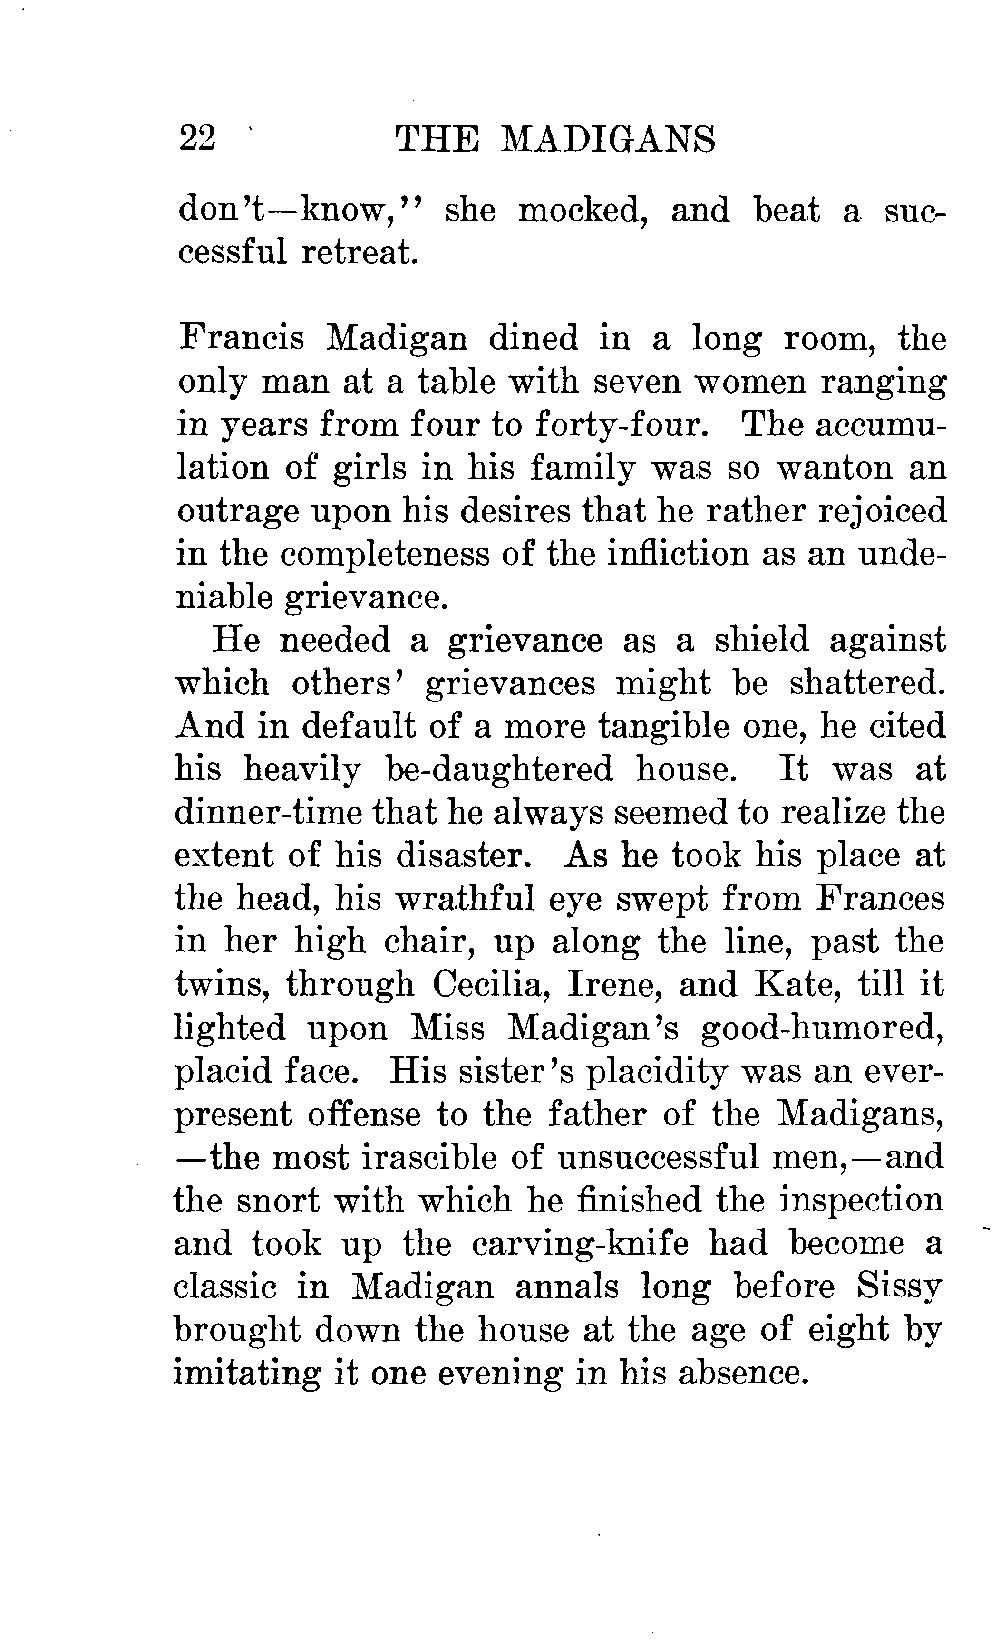 22 THE MADIGANS
don't—know," she mocked, and beat a suc-
cessful retreat.
Francis Madigan dined in a long room, the
only man at a table with seven women ranging
in years from four to forty-four. The accumu-
lation of girls in his family was so wanton an
outrage upon his desires that he rather rejoiced
in the completeness of the infliction as an unde-
niable grievance.
He needed a grievance as a shield against
which others' grievances might be shattered.
And in default of a more tangible one, he cited
his heavily be-daughtered house. It was at
dinner-time that he always seemed to realize the
extent of his disaster. As he took his place at
the head, his wrathful eye swept from Frances
in her high chair, up along the line, past the
twins, through Cecilia, Irene, and Kate, till it
lighted upon Miss Madigan's good-humored,
placid face. His sister's placidity was an ever-
present offense to the father of the Madigans,
—the most irascible of unsuccessful men,—and
the snort with which he finished the inspection
and took up the carving-knife had become a
classic in Madigan annals long before Sissy
brought down the house at the age of eight by
imitating it one evening in his absence.